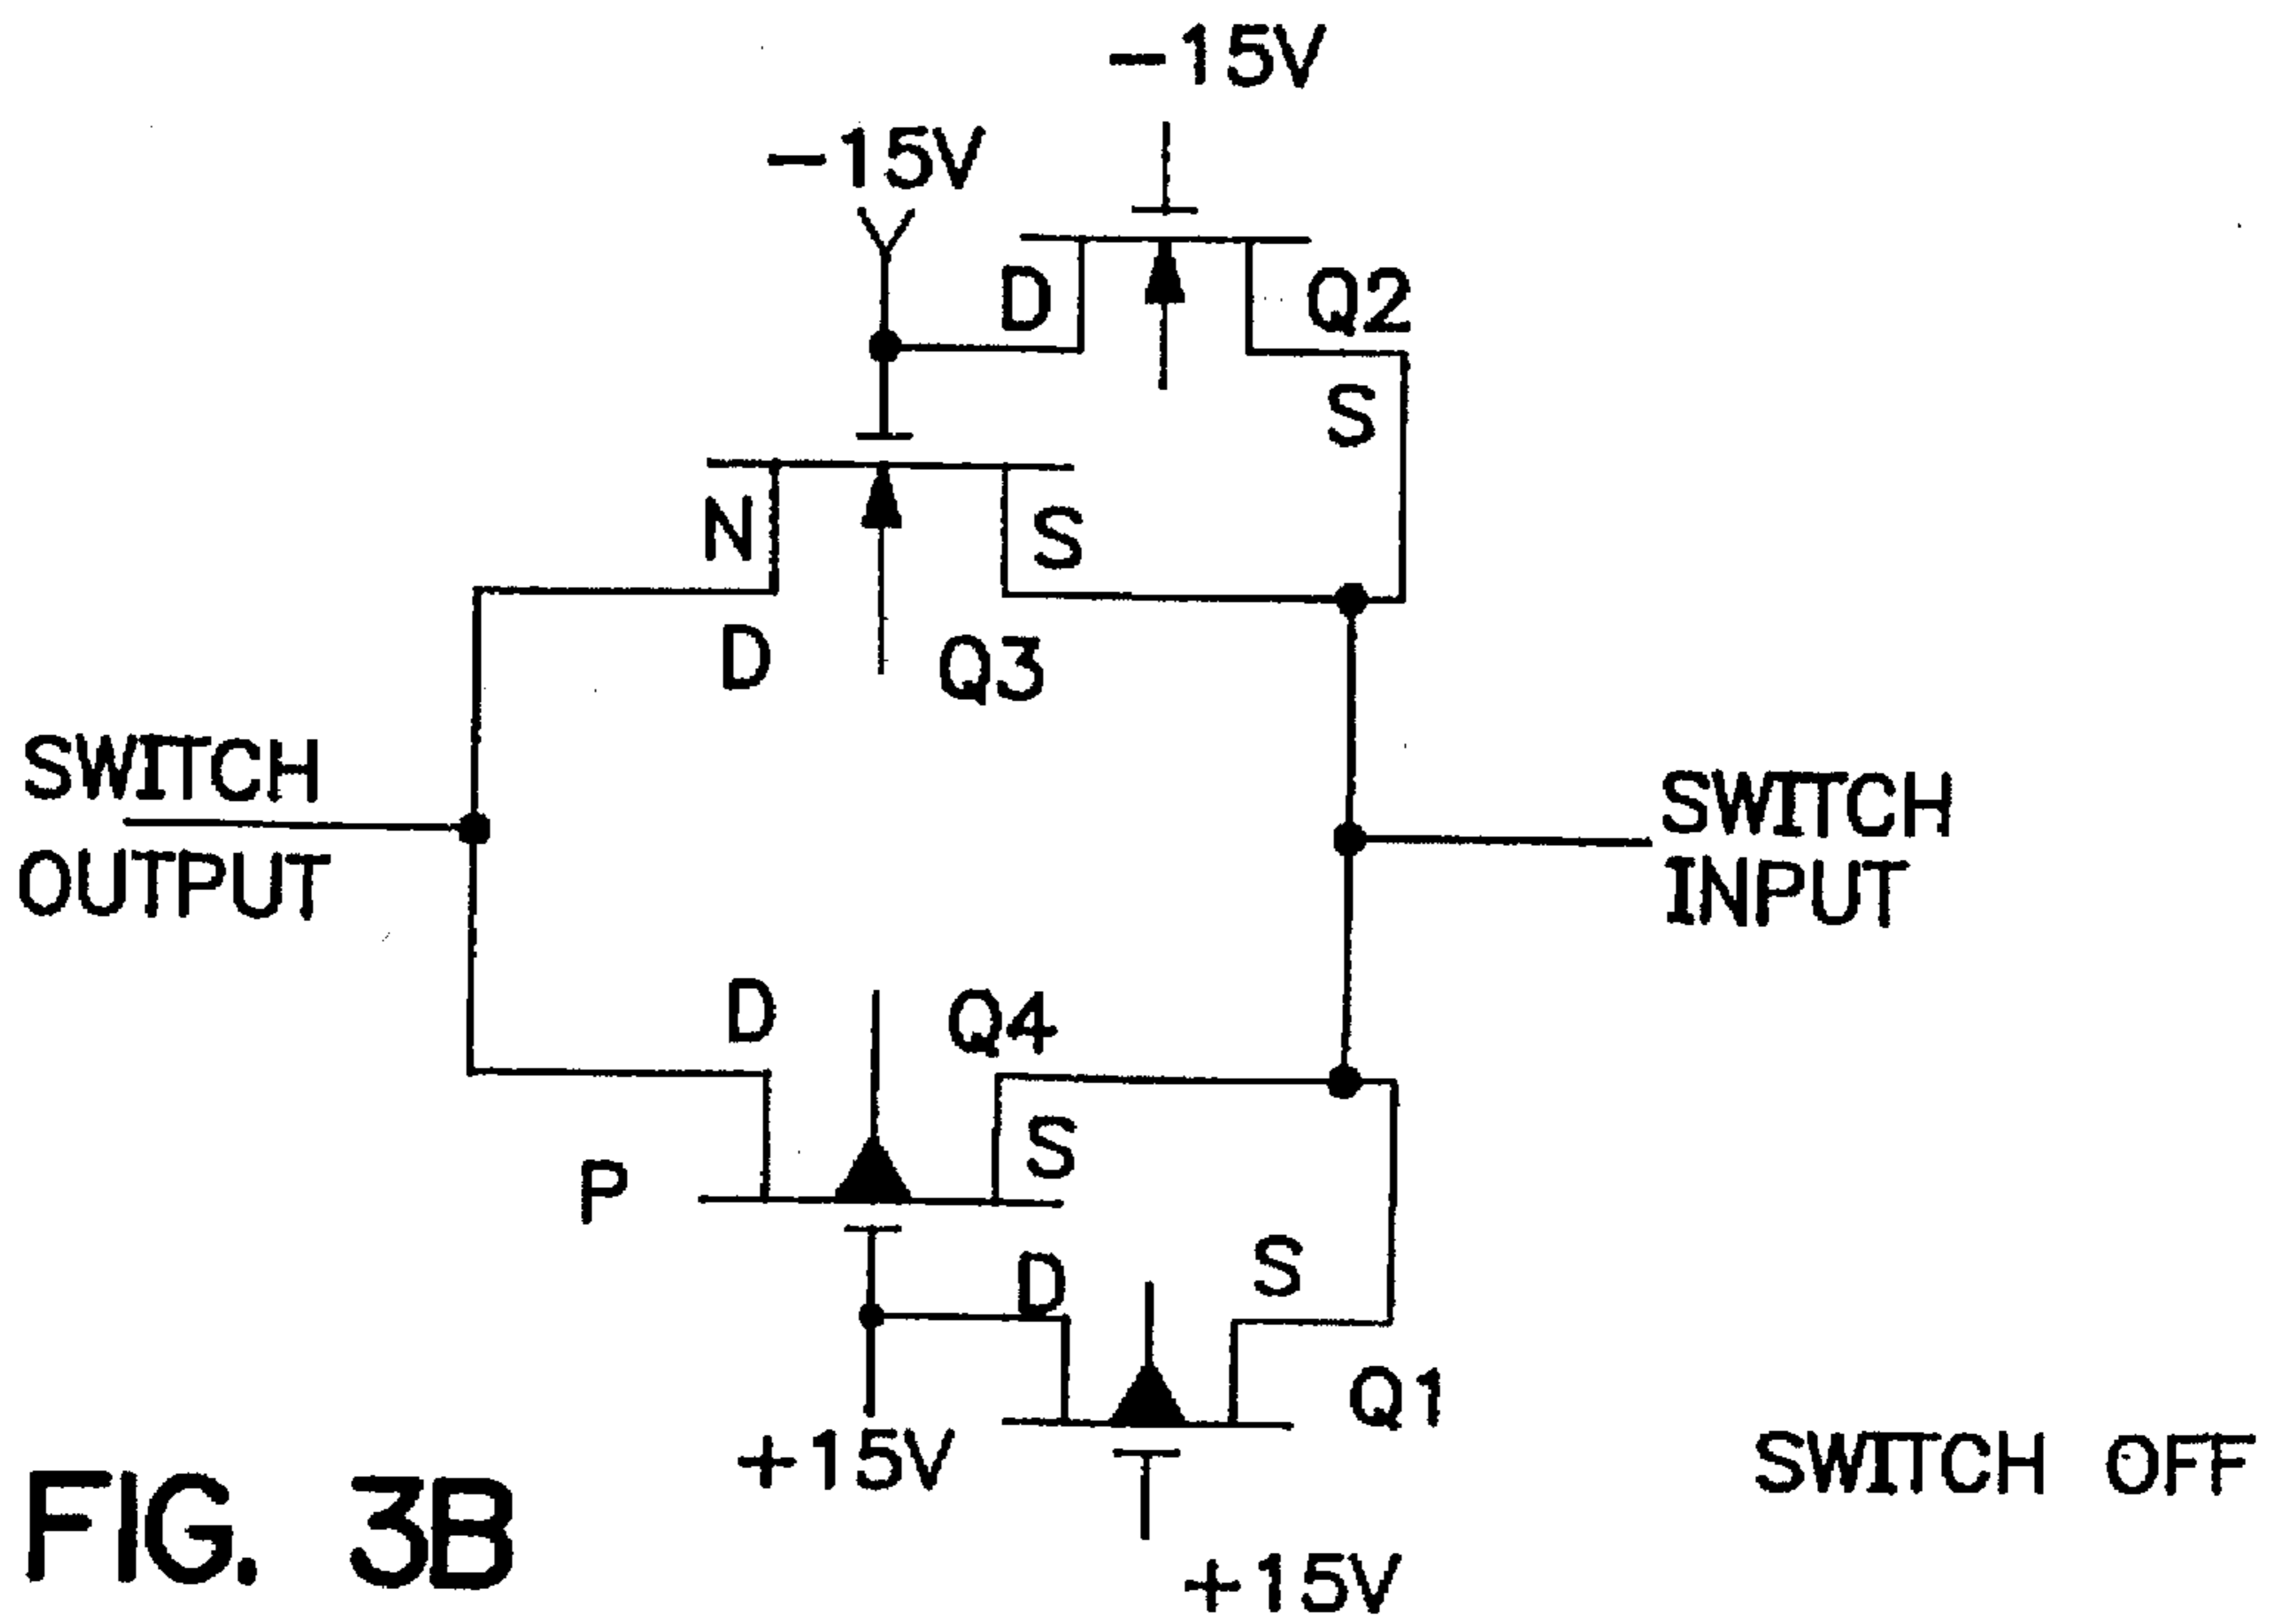 -15V
-15V
D
Q2
S
N
S
D
Q3
SWITCH
OUTPUT
SWITCH
INPUT
D
Q4
S
P
D
S
Q1
+15V
+15V
SWITCH OFF
FIG. 3B